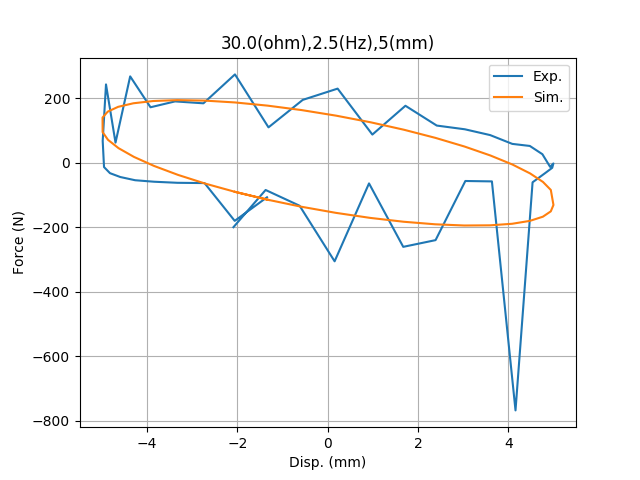 30.0(ohm),2.5(Hz),5(mm)
Exp.
Sim.
200
0
−200
−400
−600
−800
Force (N)
−4
−2
0
2
4
Disp. (mm)